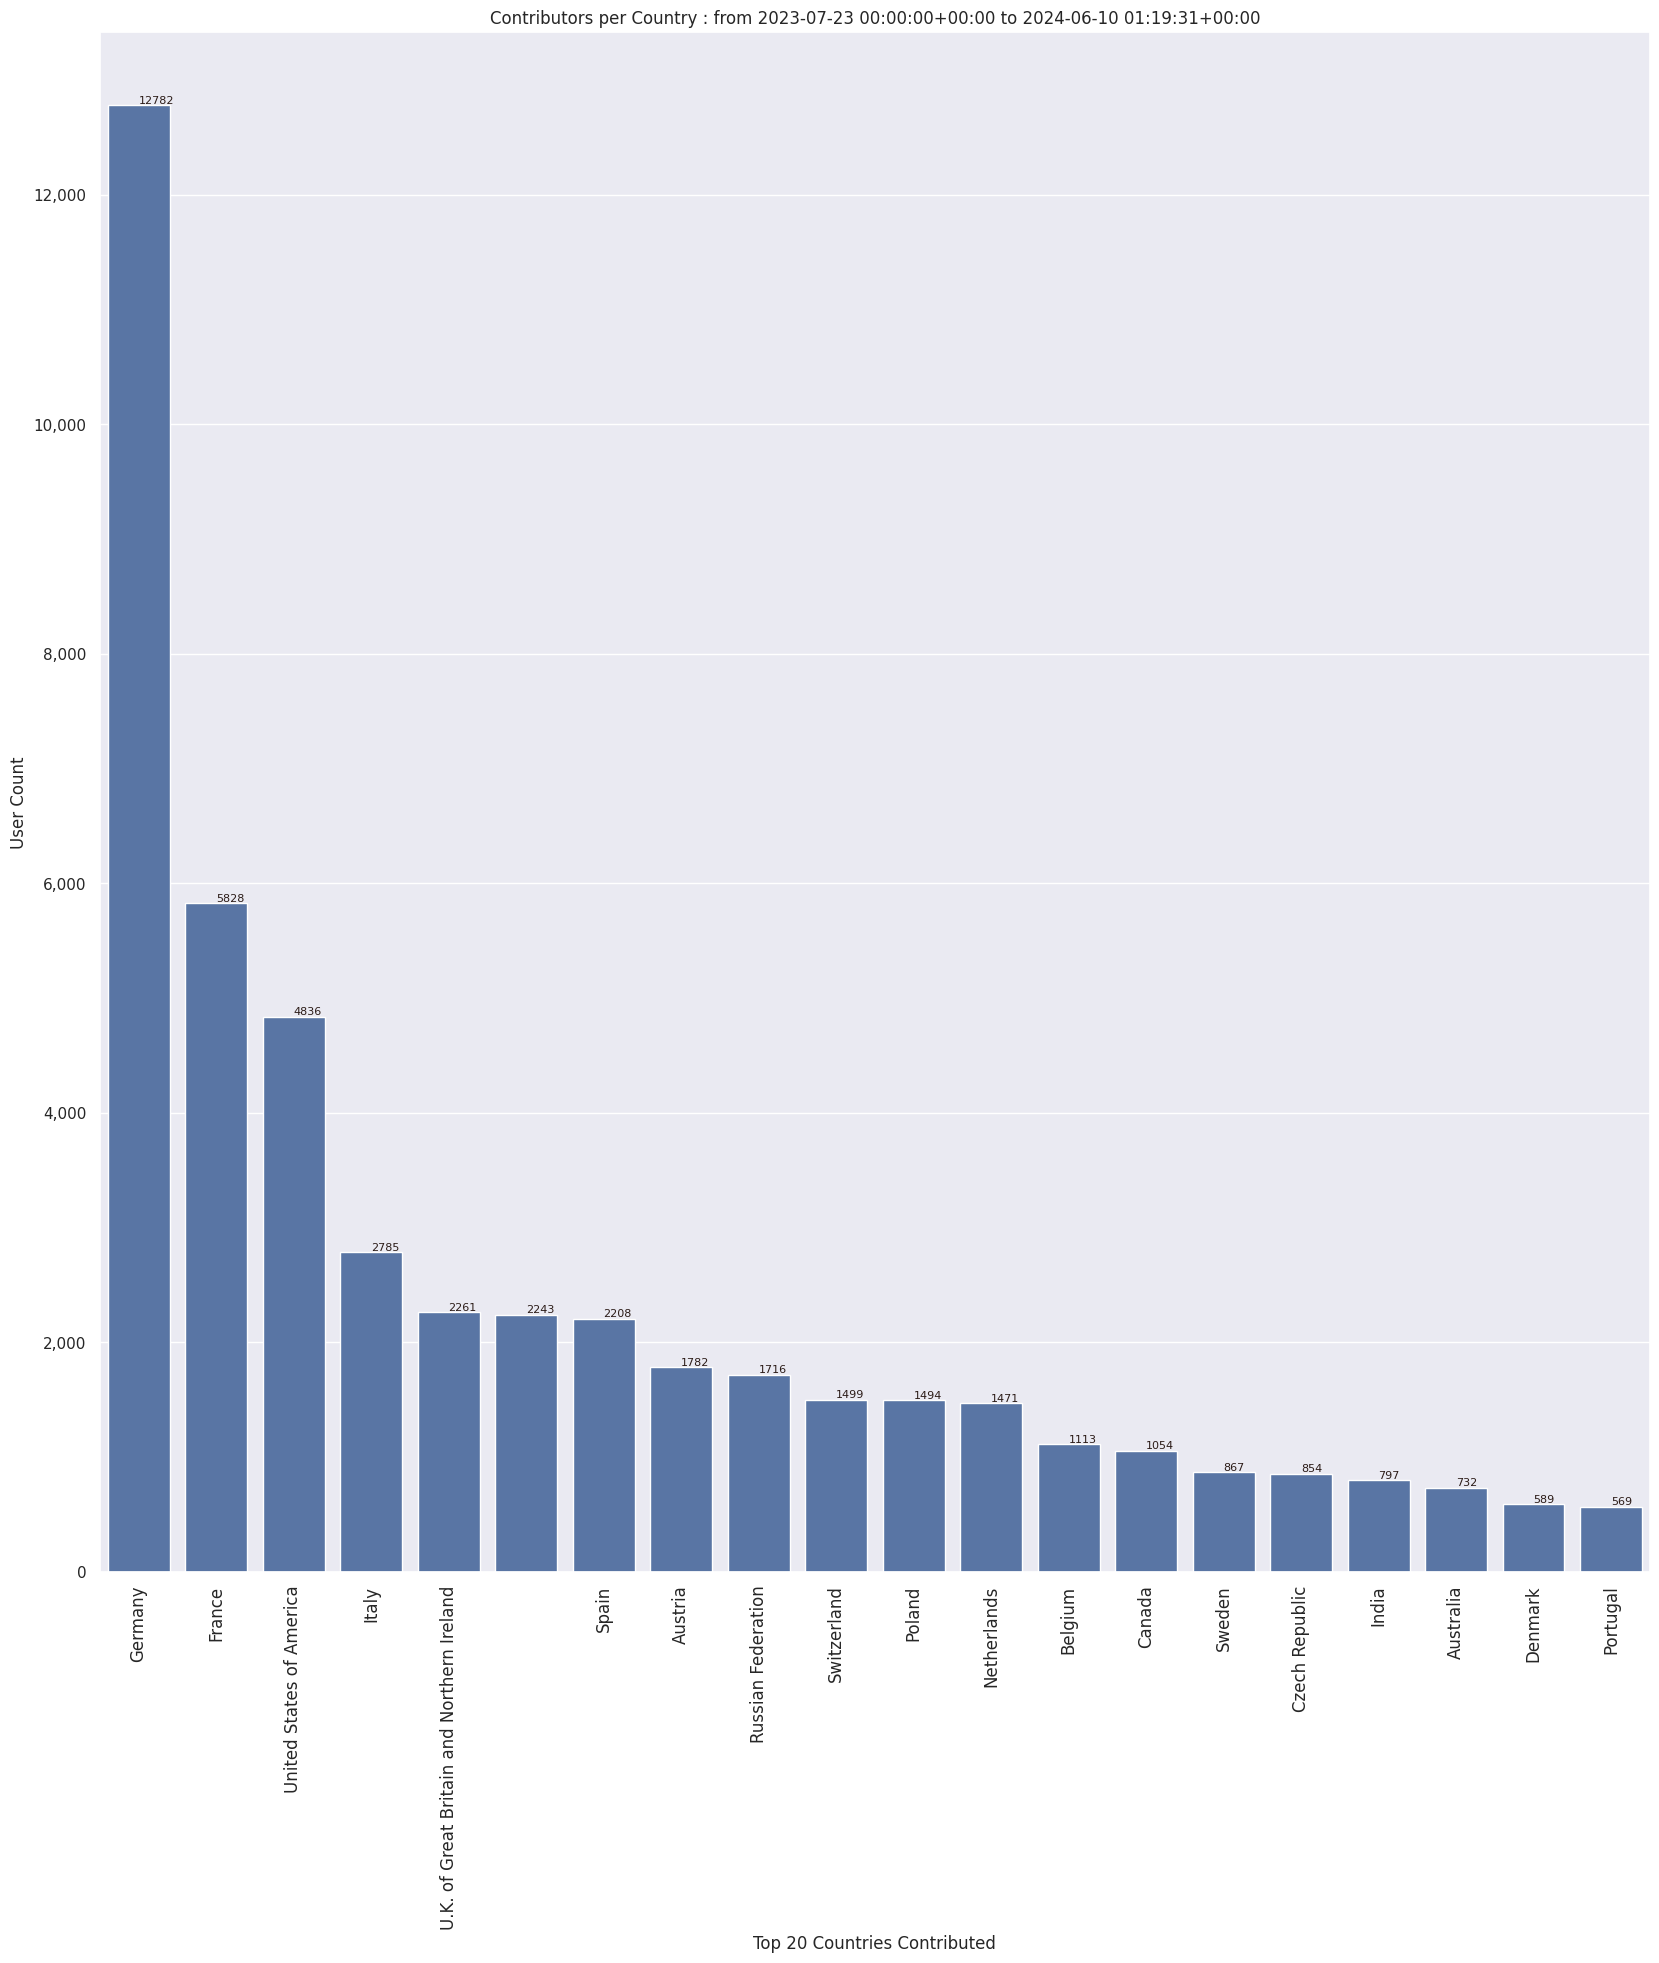 Contributors per Country : from 2023-07-23 00:00:00+00:00 to 2024-06-10 01:19:31+00:00
User Count
12,000
10,000
8,000
6,000
4,000
2,000
0
12782
5828
4836
2785
2261
2243
2208
1782
1716
1499
1494
1471
1113
1054
867
854
797
732
589
569
Germany
France
United States of America
Italy
U.K. of Great Britain and Northern Ireland
Spain
Austria
Russian Federation
Switzerland
Poland
Netherlands
Belgium
Canada
Sweden
Czech Republic
India
Australia
Denmark
Portugal
Top 20 Countries Contributed